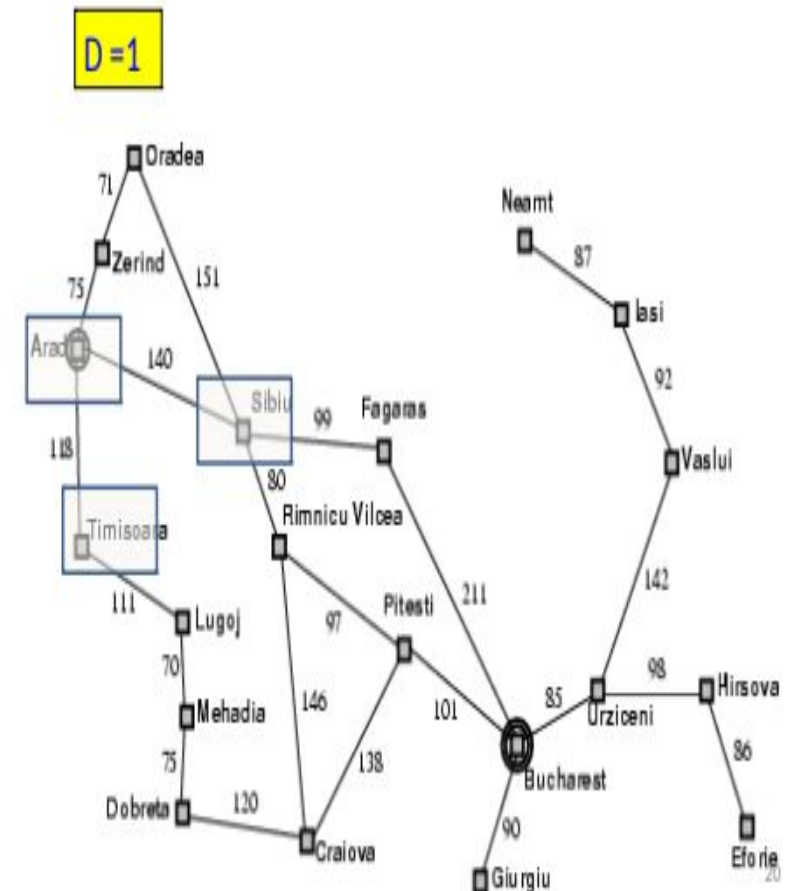 D =1
Oradea
71
Neamt
87
Zerind
151
75
Iasi
Arad
140
92
Sibiu
Fagaras
99
118
80
Vaslui
Timisoara
Rimnicu Vilcea
142
211
111
Pitesti
Lugoj
97
70
98
Hirsova
146
101
85
Urziceni
Mehadia
138
86
75
Bucharest
Dobreta
120
90
Craiova
Eforie
20
Giurgiu